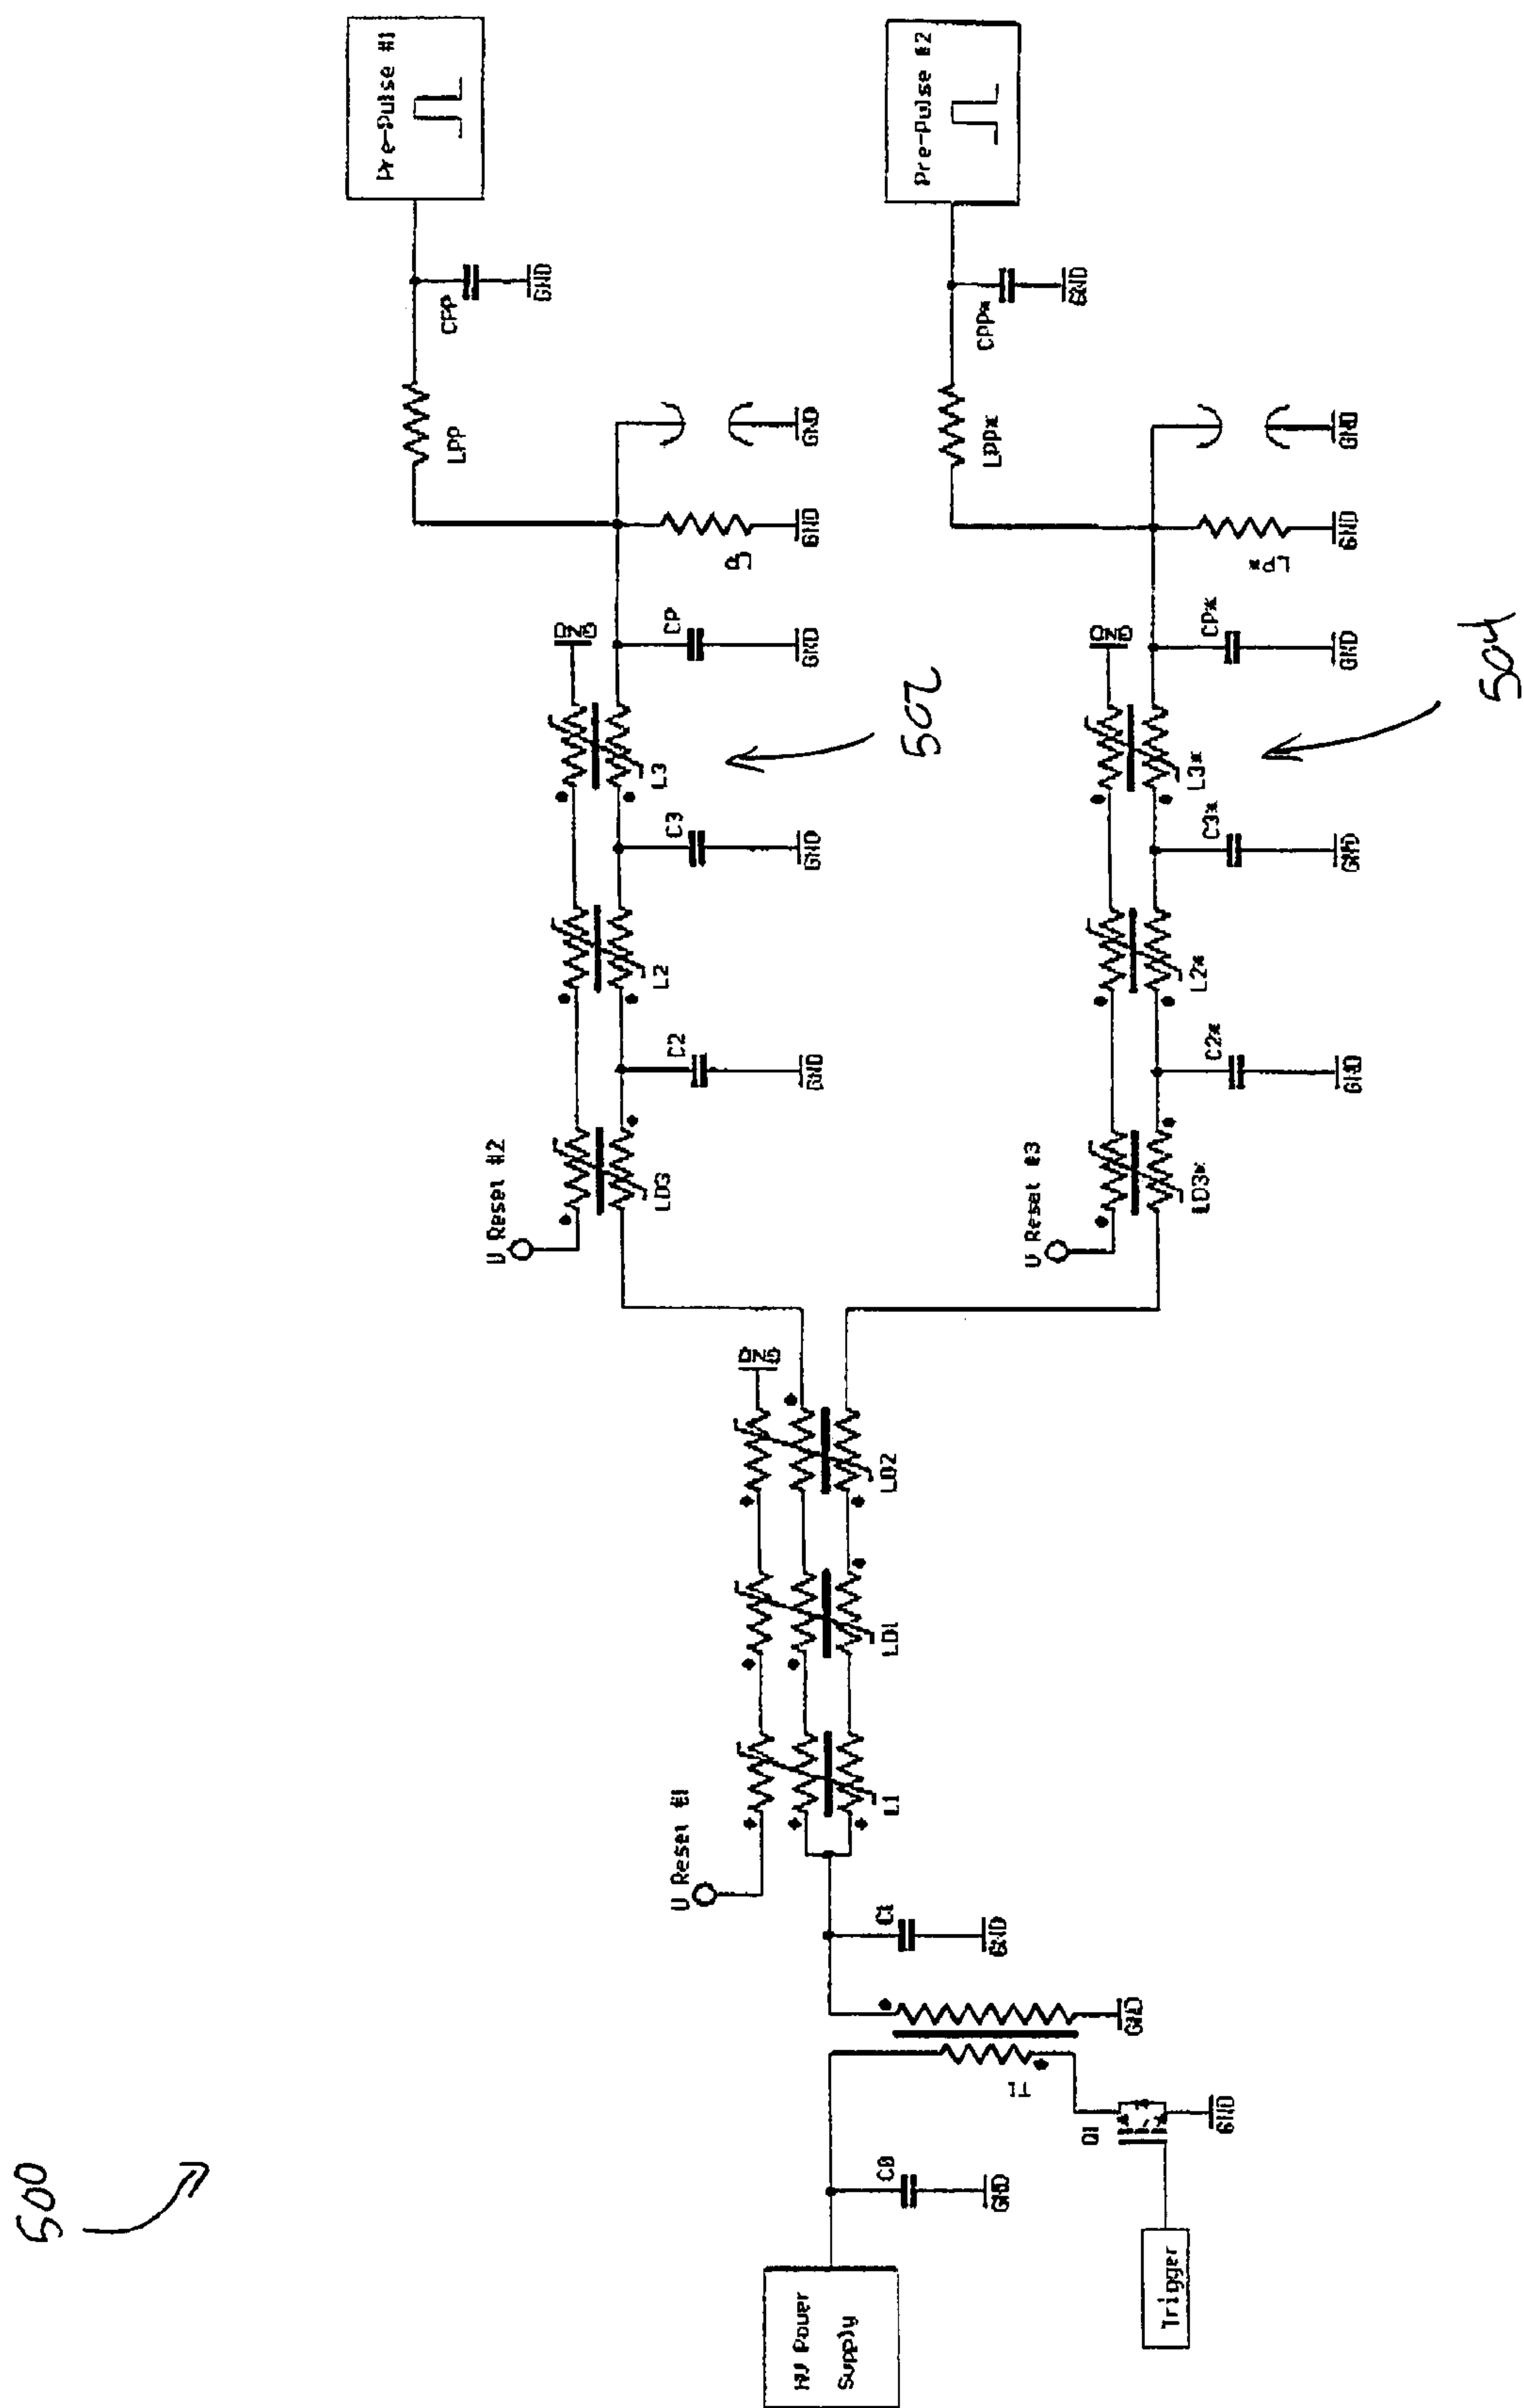 500
HV Power
Supply
C0
GND
Trigger
Q1
GND
T1
GND
C1
GND
U Reset #1
L1
LD1
LD2
GND
U Reset #2
LD3
C2
GND
L2
C3
GND
L3
GND
502
CP
GND
GND
GND
LPP
CPP
GND
Pre-Pulse #1
U Reset #3
LD3*
C2*
GND
L2*
C3*
GND
L3*
GND
504
CP*
GND
LP*
GND
GND
LPP*
CPP*
GND
Pre-Pulse #2